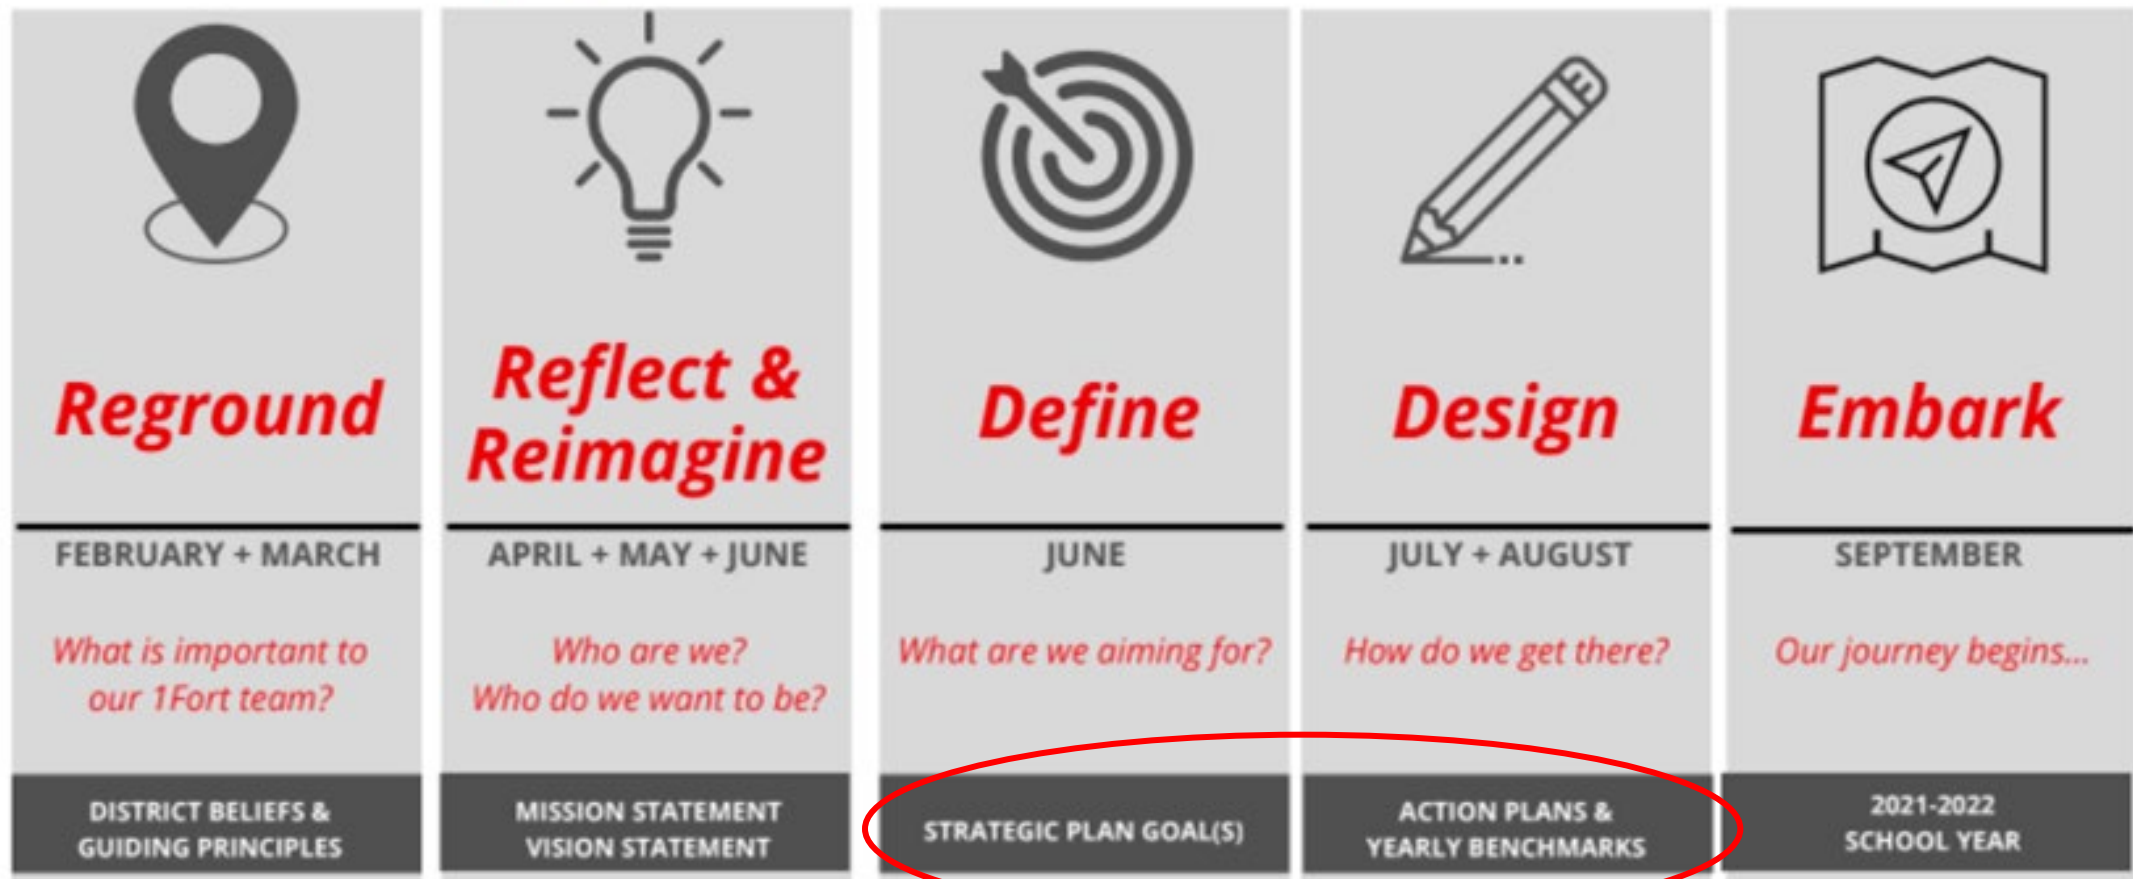 Reground
FEBRUARY + MARCH
What is important to
our 1Fort team?
DISTRICT BELIEFS &
GUIDING PRINCIPLES
Reflect &
Reimagine
APRIL + MAY + JUNE
Who are we?
Who do we want to be?
MISSION STATEMENT
VISION STATEMENT
Define
JUNE
What are we aiming for?
STRATEGIC PLAN GOAL(S)
Design
JULY + AUGUST
How do we get there?
ACTION PLANS &
YEARLY BENCHMARKS
Embark
SEPTEMBER
Our journey begins...
2021-2022
SCHOOL YEAR